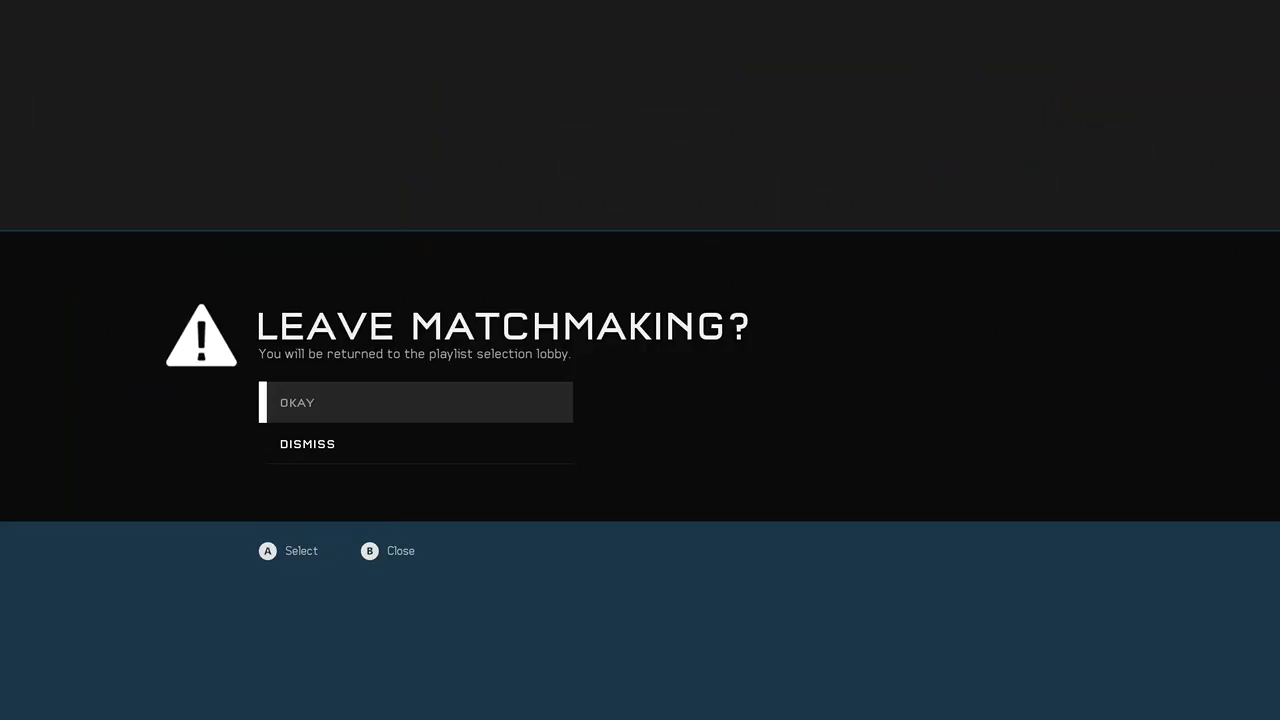 LEAVE MATCHMAKING?
You will be returned to the playlist selection lobby.
OKAY
DISMISS
A Select B Close